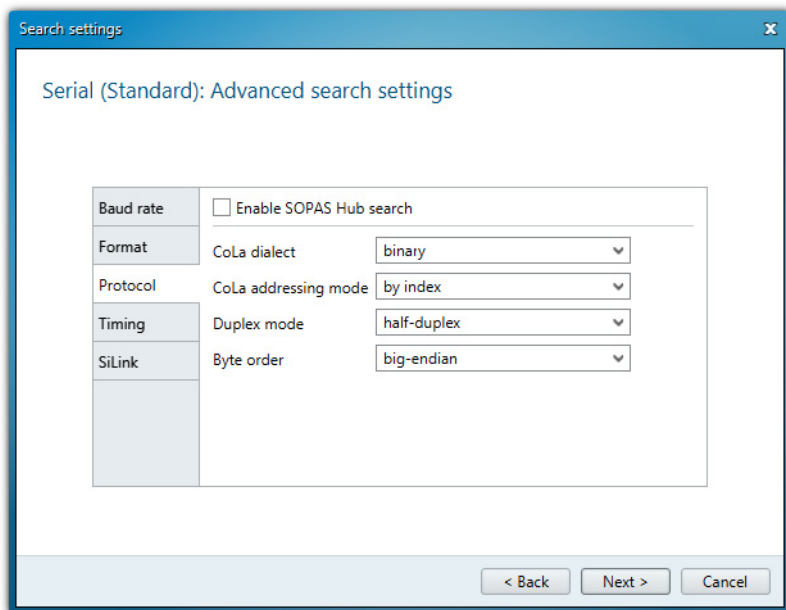 Search settings
Serial (Standard): Advanced search settings
Baud rate
Format
Protocol
Timing
SiLink
Enable SOPAS Hub search
CoLa dialect binary
CoLa addressing mode by index
Duplex mode half-duplex
Byte order big-endian
< Back Next > Cancel